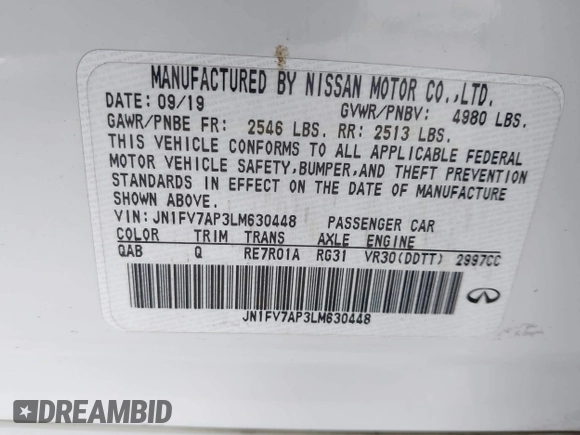 MANUFACTURED BY NISSAN MOTOR CO.,LTD.
DATE: 09/19 GVWR/PNBV: 4980 LBS.
GAWR/PNBE FR: 2546 LBS. RR: 2513 LBS.
THIS VEHICLE CONFORMS TO ALL APPLICABLE FEDERAL
MOTOR VEHICLE SAFETY, BUMPER, AND THEFT PREVENTION
STANDARDS IN EFFECT ON THE DATE OF MANUFACTURE
SHOWN ABOVE.
VIN: JN1FV7AP3LM630448 PASSENGER CAR
COLOR TRIM TRANS AXLE ENGINE
QAB Q RE7R01A RG31 VR30(DDTT) 2997CC
JN1FV7AP3LM630448
DREAMBID